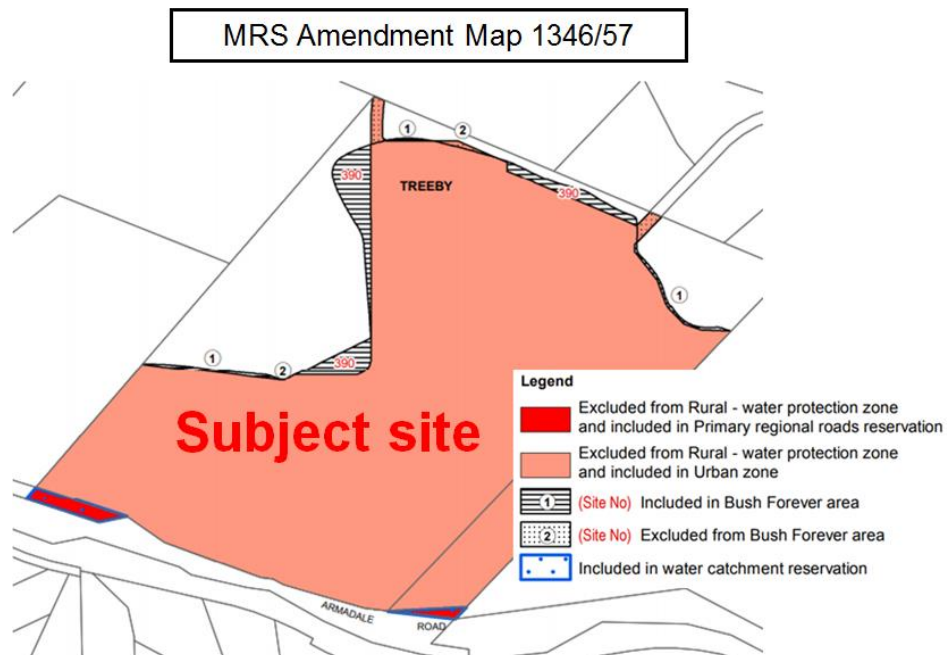 MRS Amendment Map 1346/57
1
2
390
TREEBY
390
1
1
2
390
Subject site
Legend
Excluded from Rural - water protection zone
and included in Primary regional roads reservation
Excluded from Rural - water protection zone
and included in Urban zone
1 (Site No) Included in Bush Forever area
2 (Site No) Excluded from Bush Forever area
Included in water catchment reservation
ARMADALE
ROAD